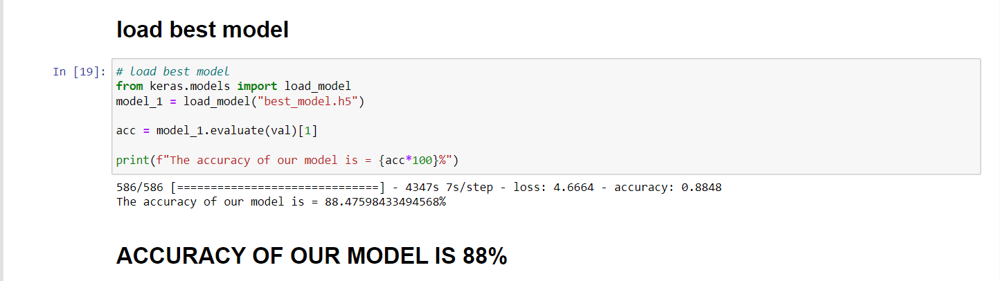 load best model
In [19]: # load best model
from keras.models import load_model
model_1 = load_model("best_model.h5")
acc = model_1.evaluate(val)[1]
print(f"The accuracy of our model is = {acc*100}%")
586/586 [==============================] - 4347s 7s/step - loss: 4.6664 - accuracy: 0.8848
The accuracy of our model is = 88.47598433494568%
ACCURACY OF OUR MODEL IS 88%